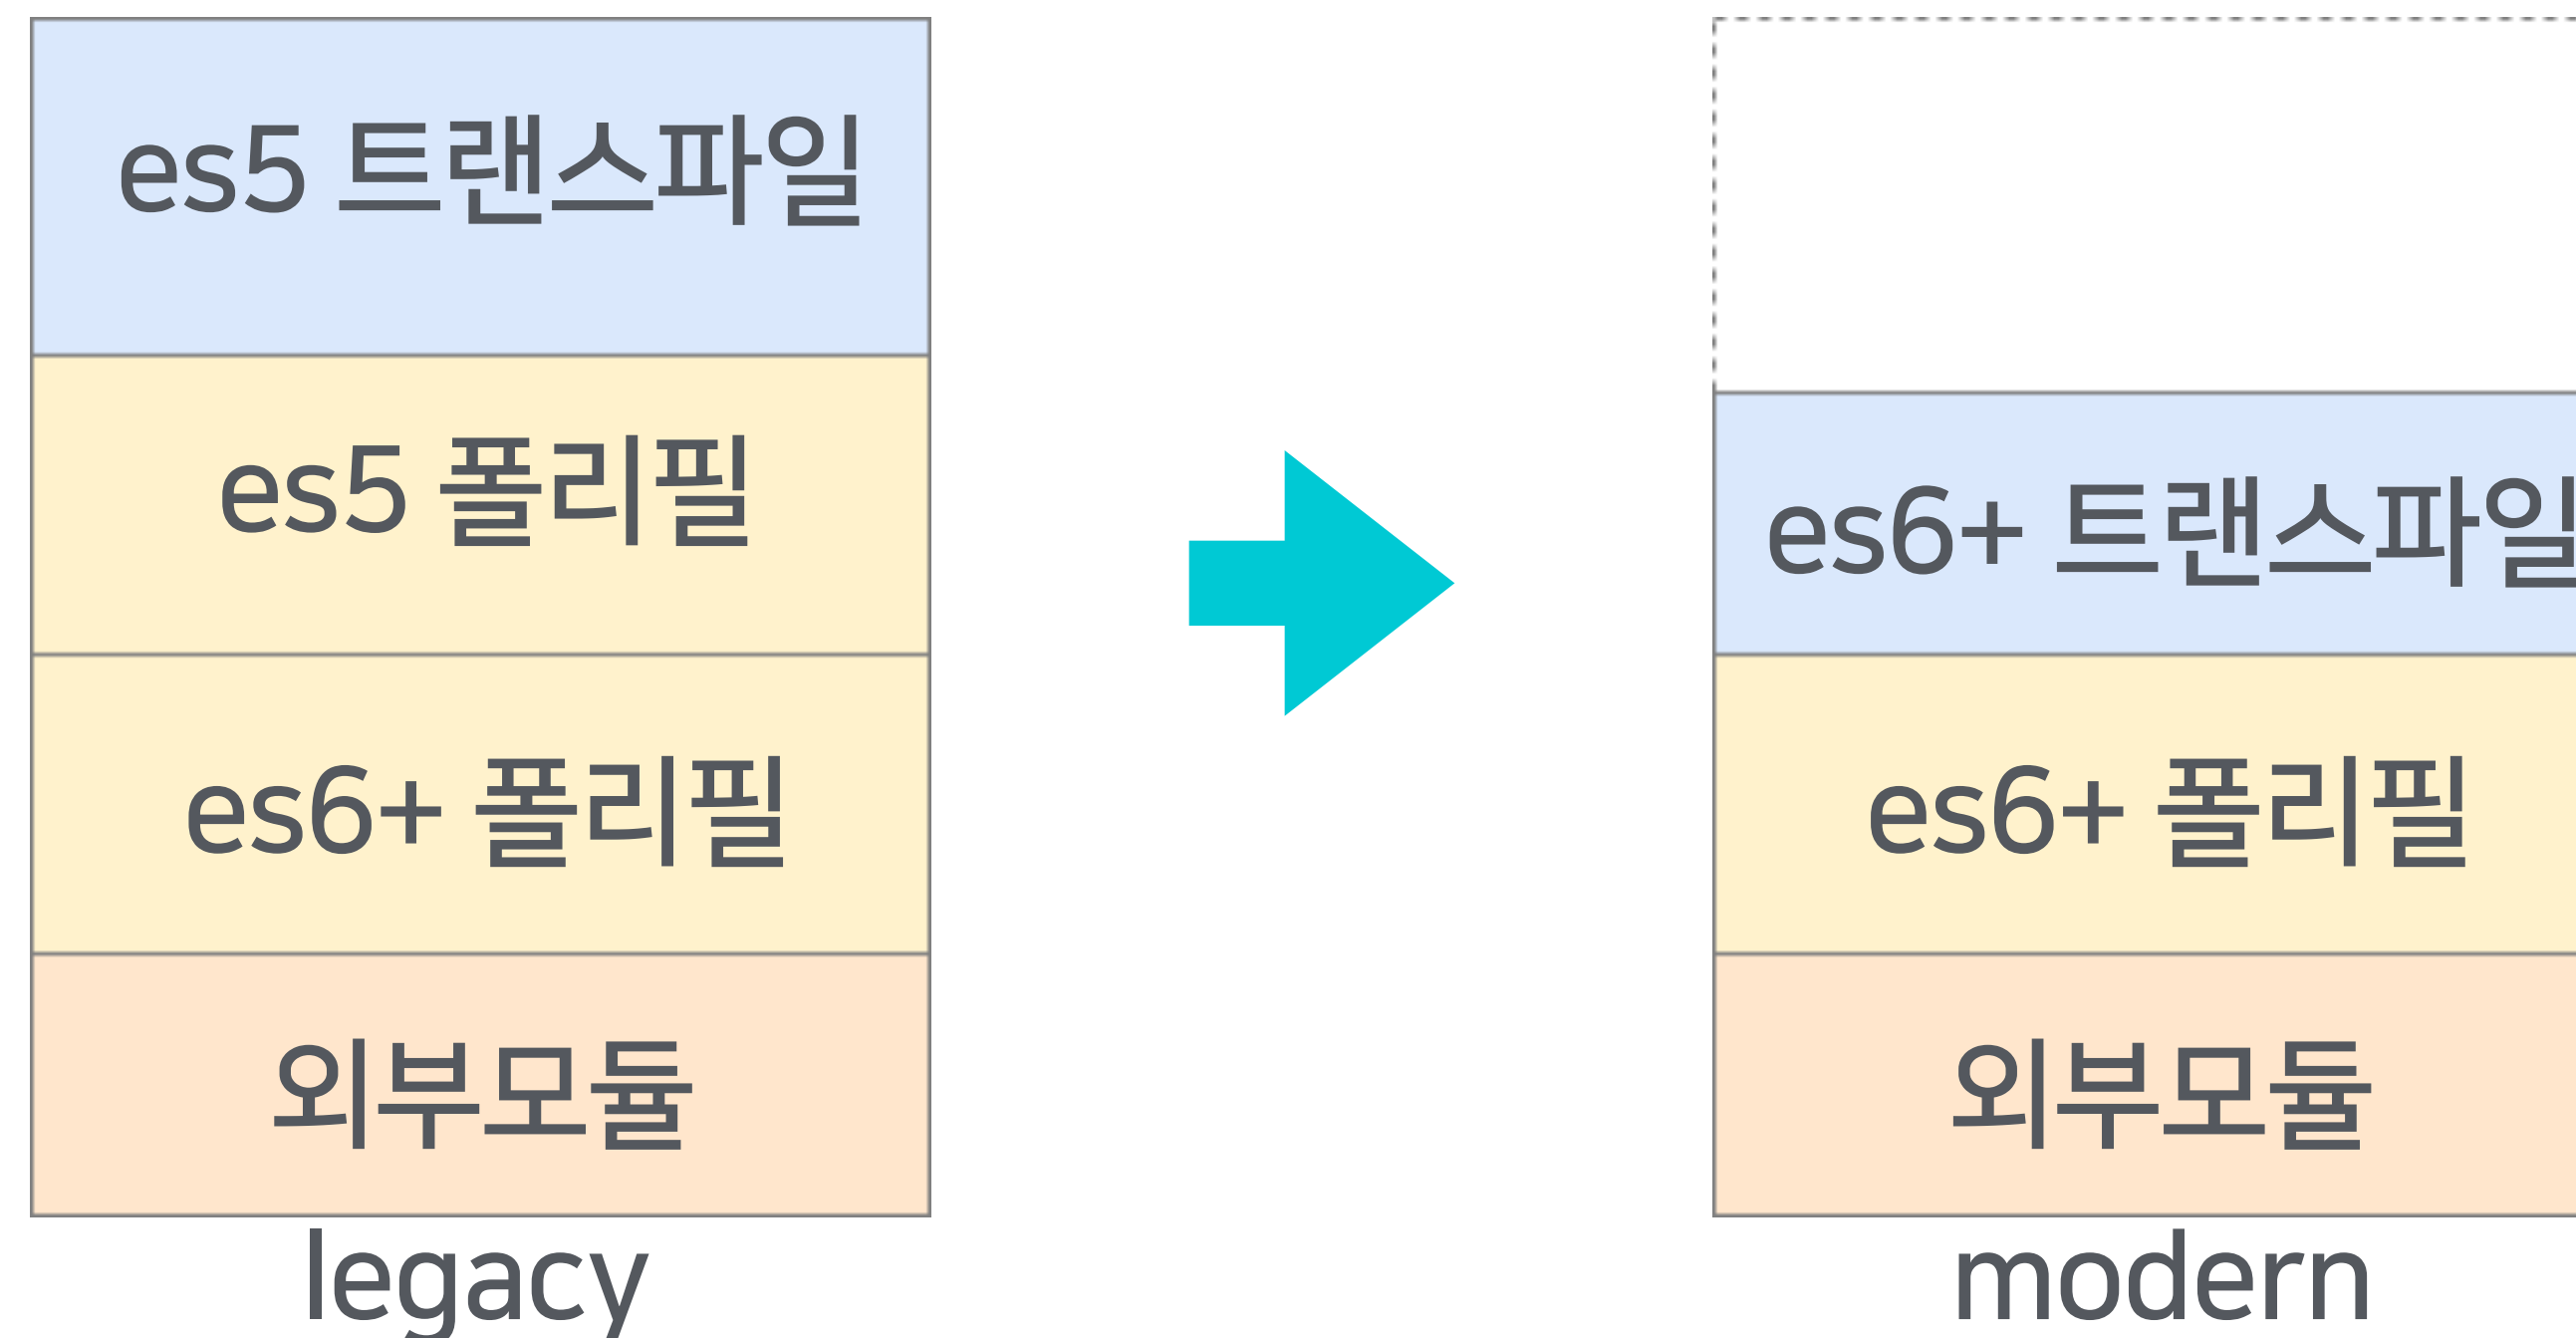 es5 트랜스파일
es5 폴리필
es6+ 폴리필
외부모듈
legacy
es6+ 트랜스파일
es6+ 폴리필
외부모듈
modern